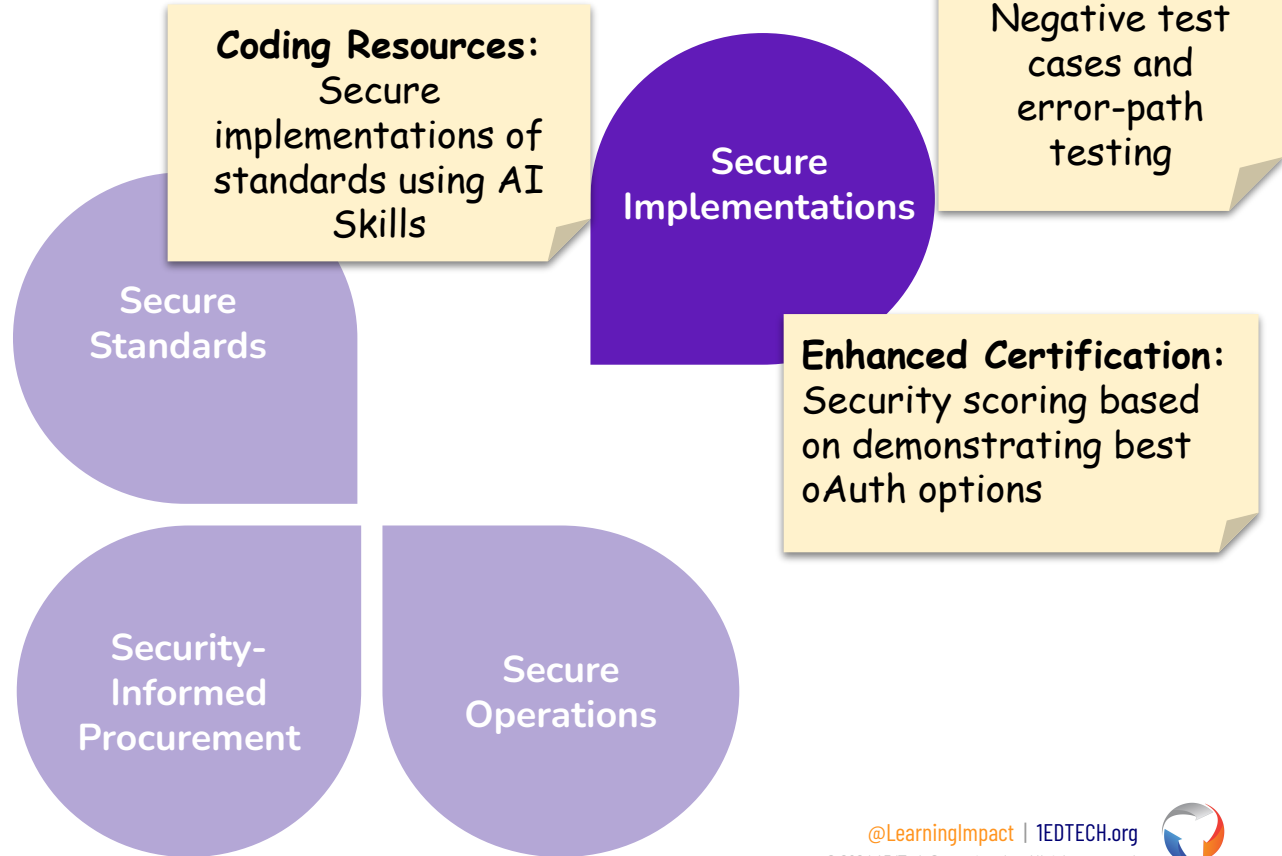 Coding Resources:
Secure
implementations of
standards using AI
Skills
Secure
Implementations
Negative test
cases and
error-path
testing
Secure
Standards
Enhanced Certification:
Security scoring based
on demonstrating best
oAuth options
Security-
Informed
Procurement
Secure
Operations
@LearningImpact | 1EDTECH.org